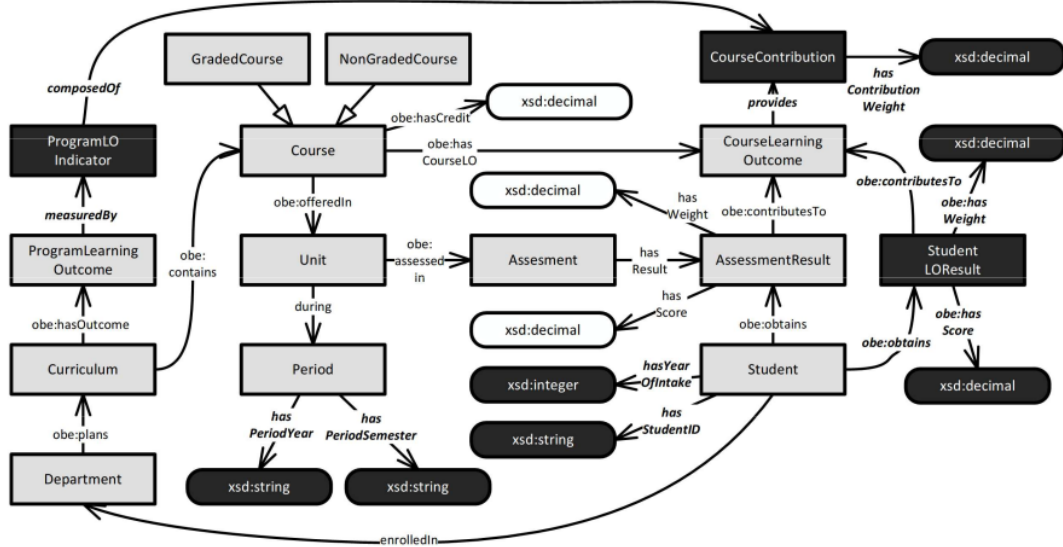 GradedCourse
NonGradedCourse
CourseContribution
xsd:decimal
has
Contribution
Weight
composedOf
xsd:decimal
obe:hasCredit
provides
ProgramLO
Indicator
Course
obe:has
CourseLO
CourseLearning
Outcome
xsd:decimal
obe:contributesTo
obe:has
Weight
measuredBy
obe:
contains
obe:offeredIn
xsd:decimal
has
Weight
obe:contributesTo
ProgramLearning
Outcome
Unit
obe:
assessed
in
Assesment
has
Result
AssessmentResult
Student
LOResult
obe:hasOutcome
during
xsd:decimal
has
Score
obe:obtains
obe:obtains
obe:has
Score
Curriculum
Period
xsd:integer
hasYear
OfIntake
Student
xsd:decimal
obe:plans
has
PeriodYear
has
PeriodSemester
xsd:string
has
StudentID
Department
xsd:string
xsd:string
enrolledIn